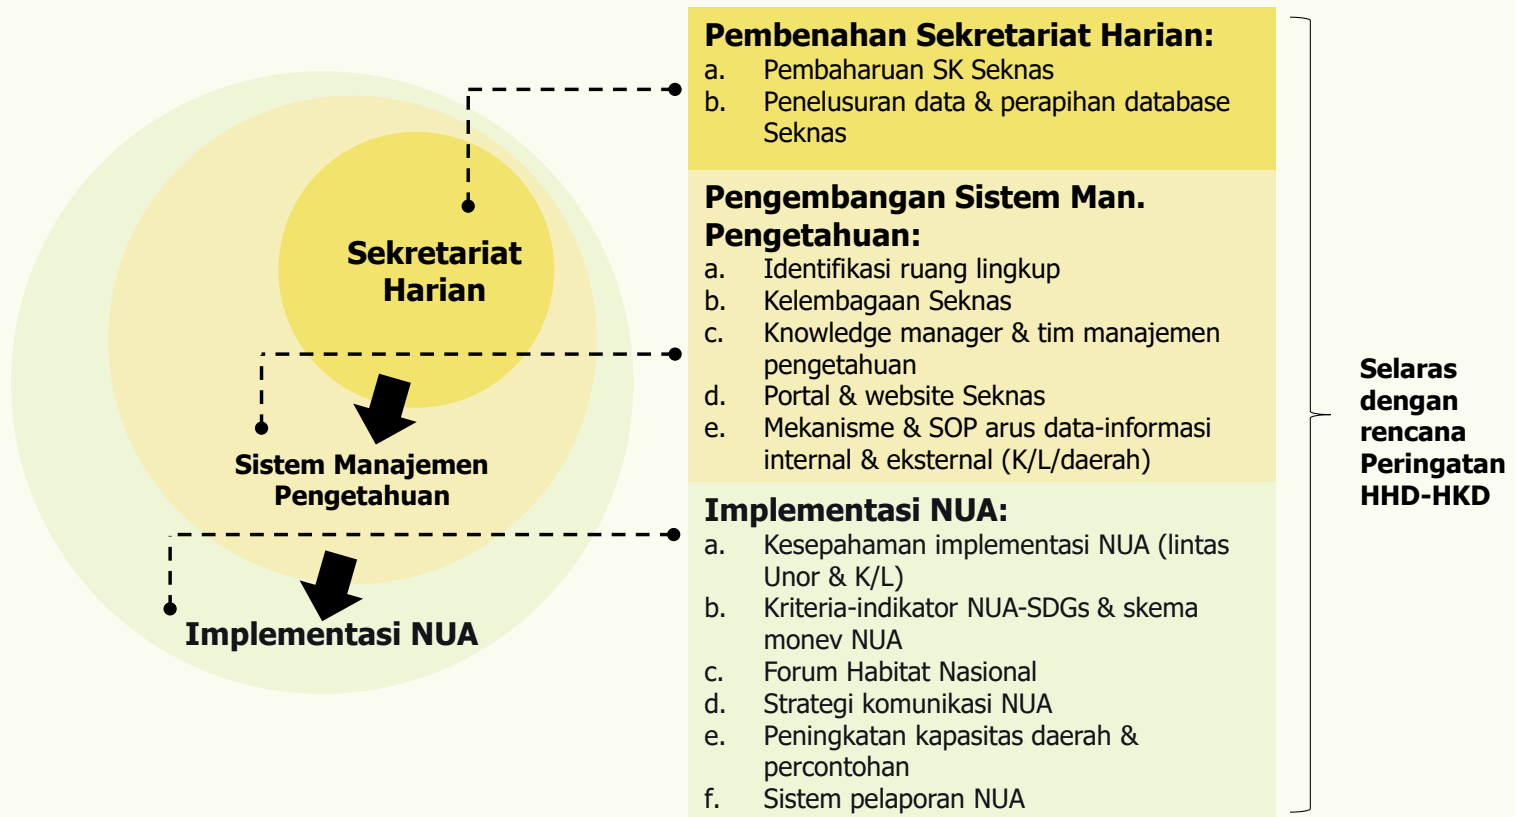 Sekretariat
Harian
Sistem Manajemen
Pengetahuan
Implementasi NUA
Pembenahan Sekretariat Harian:
a. Pembaharuan SK Seknas
b. Penelusuran data & perapihan database
Seknas
Pengembangan Sistem Man.
Pengetahuan:
a. Identifikasi ruang lingkup
b. Kelembagaan Seknas
c. Knowledge manager & tim manajemen
pengetahuan
d. Portal & website Seknas
e. Mekanisme & SOP arus data-informasi
internal & eksternal (K/L/daerah)
Implementasi NUA:
a. Kesepahaman implementasi NUA (lintas
Unor & K/L)
b. Kriteria-indikator NUA-SDGs & skema
monev NUA
c. Forum Habitat Nasional
d. Strategi komunikasi NUA
e. Peningkatan kapasitas daerah &
percontohan
f. Sistem pelaporan NUA
Selaras
dengan
rencana
Peringatan
HHD-HKD